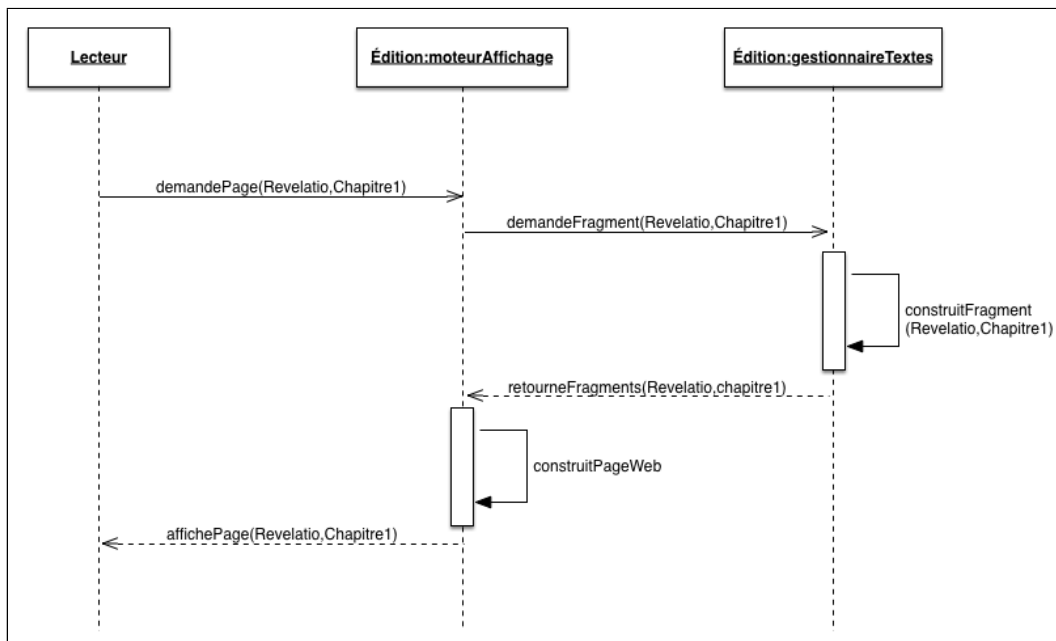 Lecteur
Édition:moteurAffichage
Édition:gestionnaireTextes
demandePage(Revelatio,Chapitre1)
demandeFragment(Revelatio,Chapitre1)
construitFragment
(Revelatio,Chapitre1)
retourneFragments(Revelatio,chapitre1)
construitPageWeb
affichePage(Revelatio,Chapitre1)